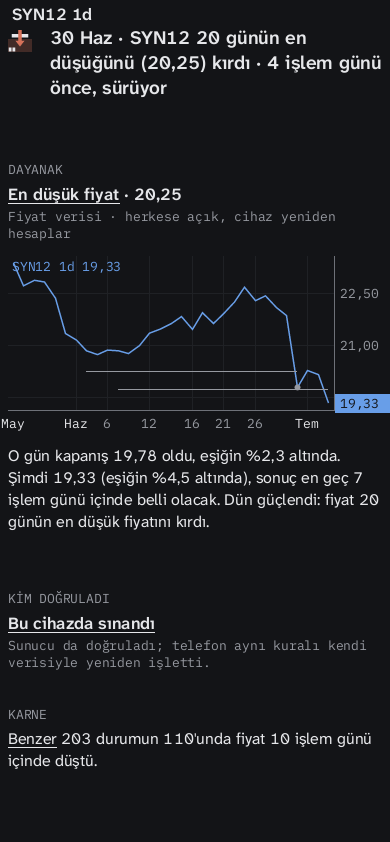 SYN12 1d
30 Haz · SYN12 20 günün en
düşüğünü (20,25) kırdı · 4 işlem günü
önce, sürüyor
DAYANAK
En düşük fiyat · 20,25
Fiyat verisi · herkese açık, cihaz yeniden
hesaplar
SYN12 1d 19,33
22,50
21,00
19,33
May Haz 6 12 16 21 26 Tem
O gün kapanış 19,78 oldu, eşiğin %2,3 altında.
Şimdi 19,33 (eşiğin %4,5 altında), sonuç en geç 7
işlem günü içinde belli olacak. Dün güçlendi: fiyat 20
günün en düşük fiyatını kırdı.
KİM DOĞRULADI
Bu cihazda sınandı
Sunucu da doğruladı; telefon aynı kuralı kendi
verisiyle yeniden işletti.
KARNE
Benzer 203 durumun 110'unda fiyat 10 işlem günü
içinde düştü.